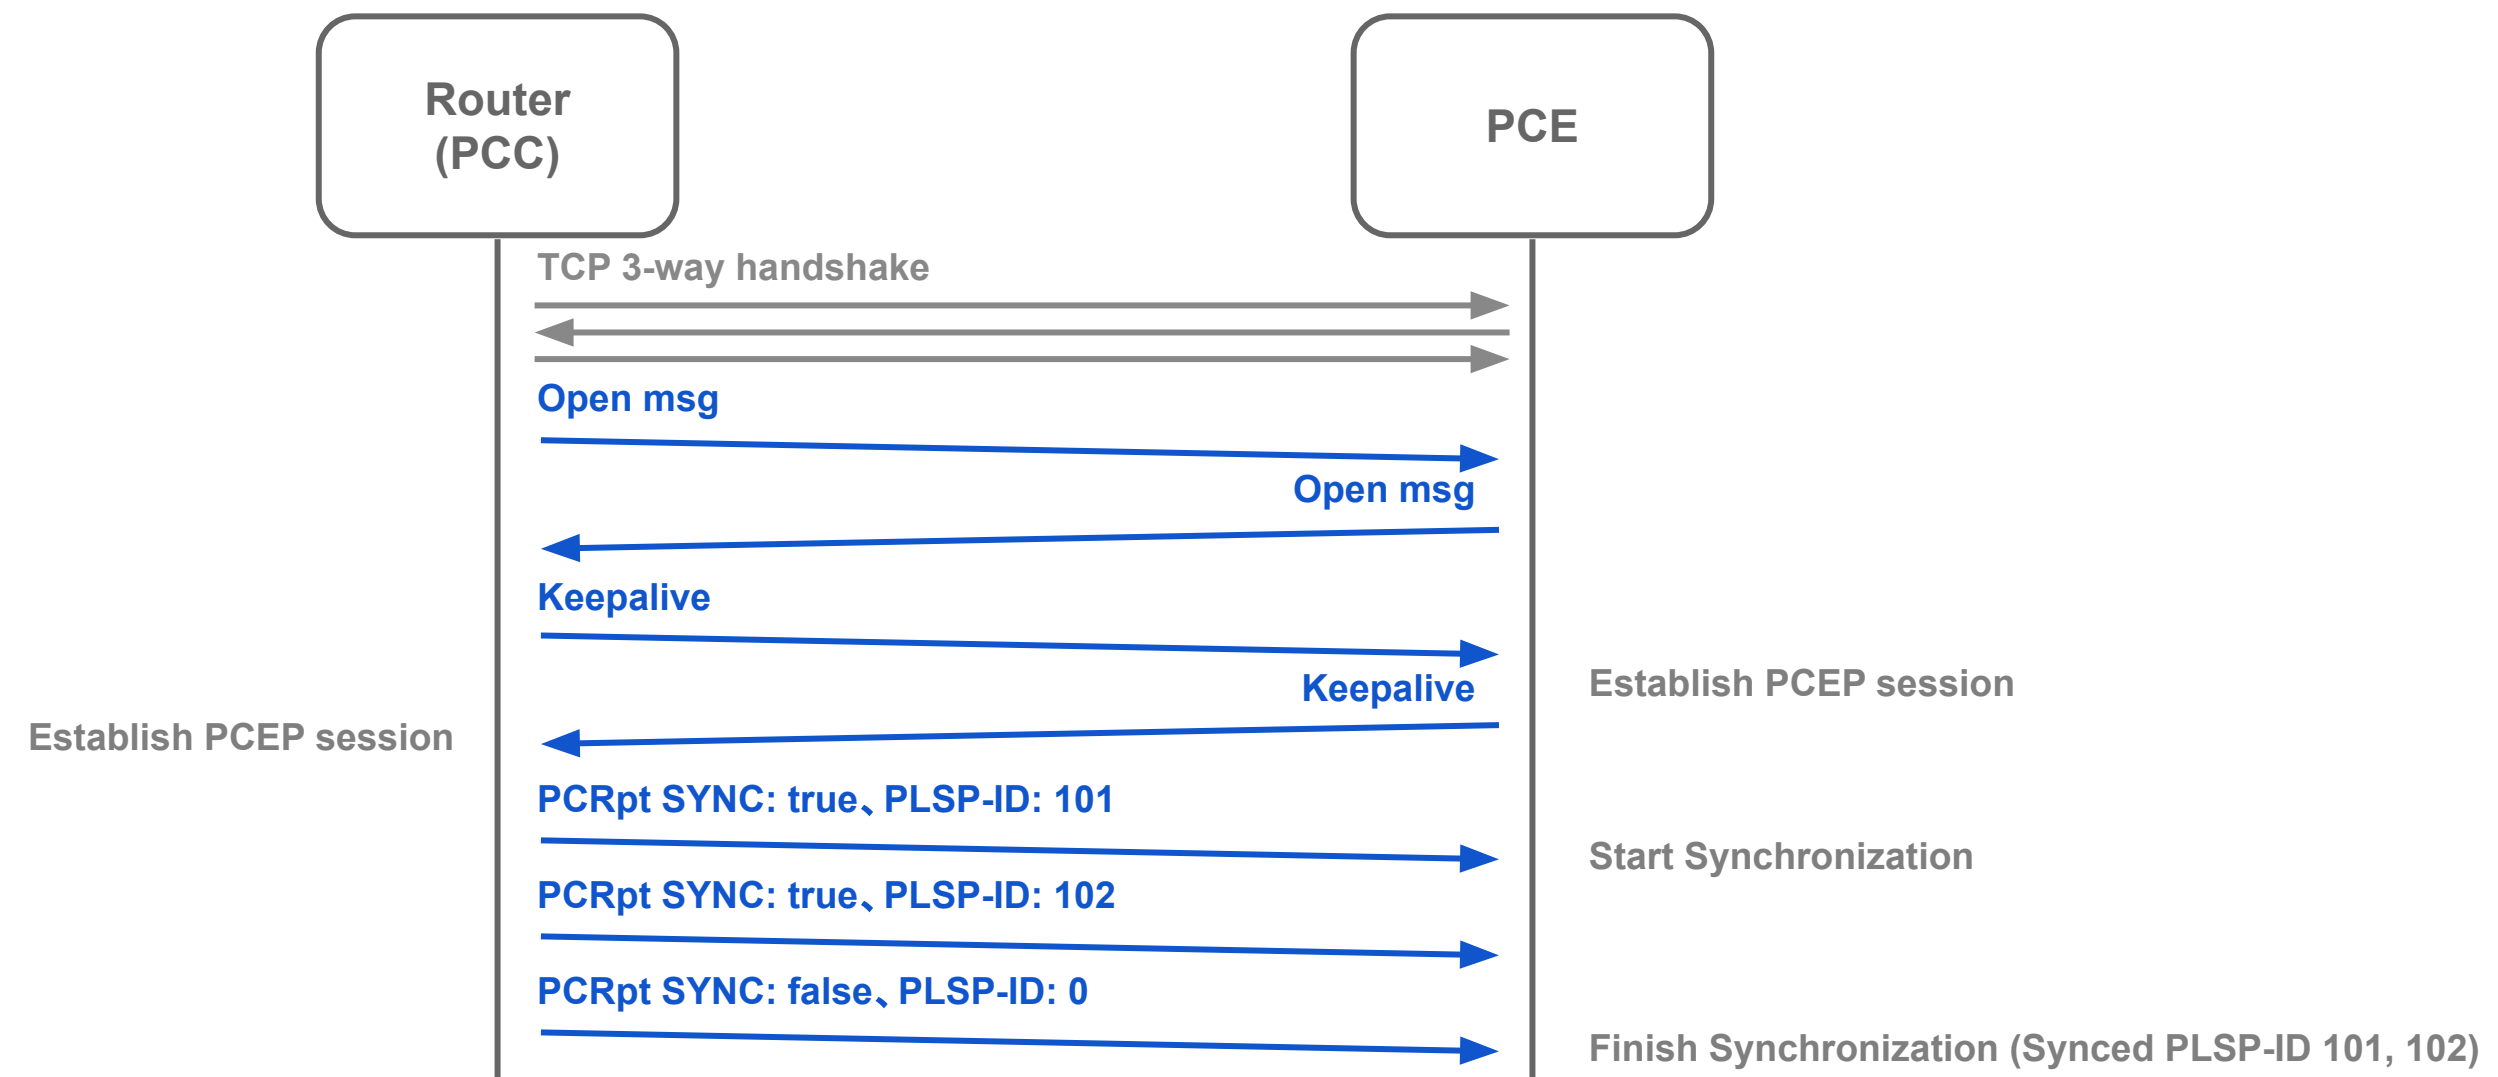 Router
(PCC)
PCE
TCP 3-way handshake
Open msg
Open msg
Keepalive
Establish PCEP session
Keepalive
Establish PCEP session
PCRpt SYNC: true、PLSP-ID: 101
Start Synchronization
PCRpt SYNC: true、PLSP-ID: 102
PCRpt SYNC: false、PLSP-ID: 0
Finish Synchronization (Synced PLSP-ID 101, 102)